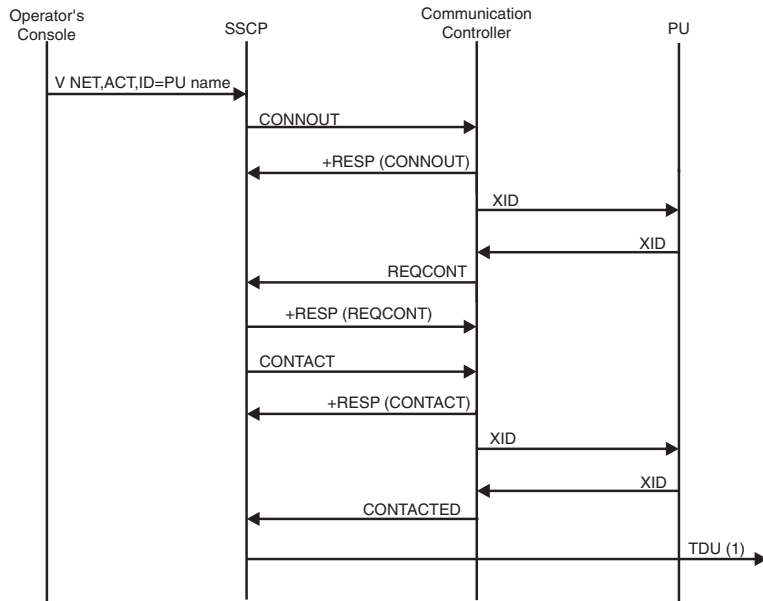 Operator's
Console
SSCP
Communication
Controller
PU
V NET,ACT,ID=PU name
CONNOUT
+RESP (CONNOUT)
XID
XID
REQCONT
+RESP (REQCONT)
CONTACT
+RESP (CONTACT)
XID
XID
CONTACTED
TDU (1)